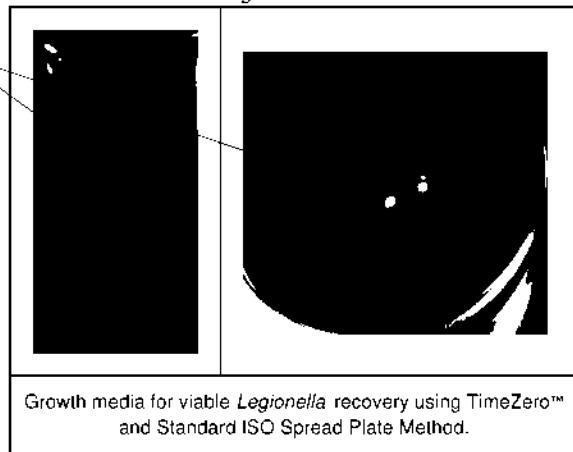 Growth media for viable Legionella recovery using TimeZero™
and Standard ISO Spread Plate Method.